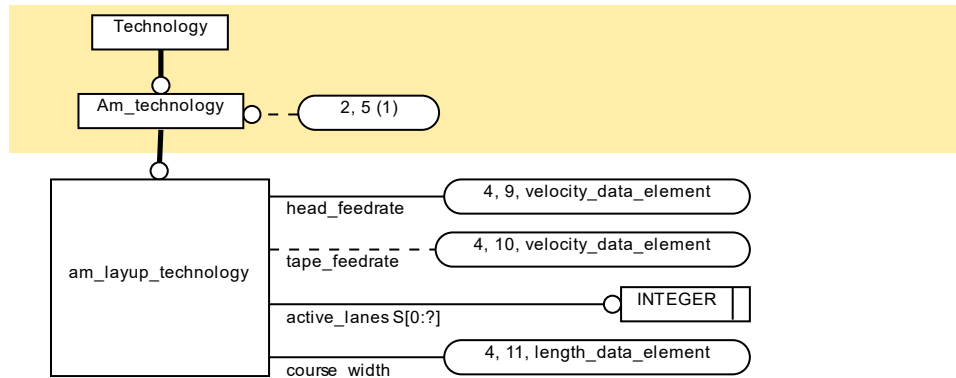 Technology
Am_technology
2, 5 (1)
4, 9, velocity_data_element
head_feedrate
4, 10, velocity_data_element
tape_feedrate
am_layup_technology
INTEGER
active_lanes S[0:?]
4, 11, length_data_element
course_width